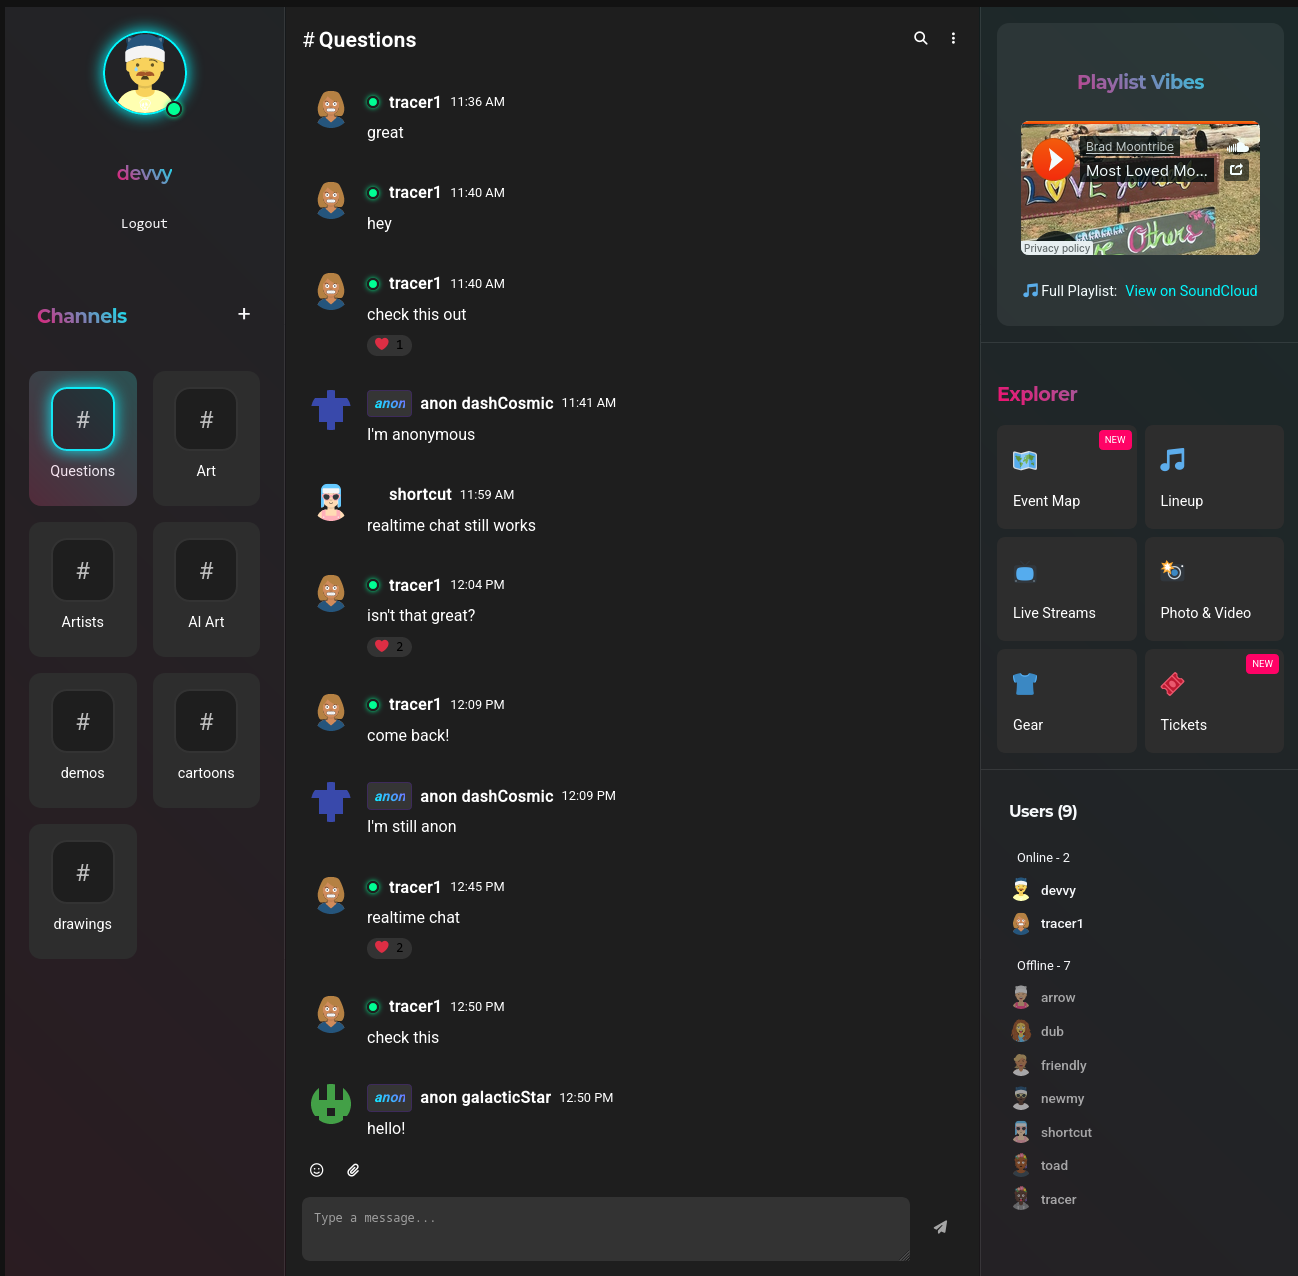 devvy
Logout
Channels
+
#
Questions
#
Art
#
Artists
#
AI Art
#
demos
#
cartoons
#
drawings
# Questions
tracer1 11:36 AM
great
tracer1 11:40 AM
hey
tracer1 11:40 AM
check this out
1
anon anon dashCosmic 11:41 AM
I'm anonymous
shortcut 11:59 AM
realtime chat still works
tracer1 12:04 PM
isn't that great?
2
tracer1 12:09 PM
come back!
anon anon dashCosmic 12:09 PM
I'm still anon
tracer1 12:45 PM
realtime chat
2
tracer1 12:50 PM
check this
anon anon galacticStar 12:50 PM
hello!
Type a message...
Playlist Vibes
Brad Moontribe
Most Loved Mo...
LOVE
Others
Privacy policy
Full Playlist: View on SoundCloud
Explorer
NEW
Event Map
Lineup
Live Streams
Photo & Video
Gear
NEW
Tickets
Users (9)
Online - 2
devvy
tracer1
Offline - 7
arrow
dub
friendly
newmy
shortcut
toad
tracer